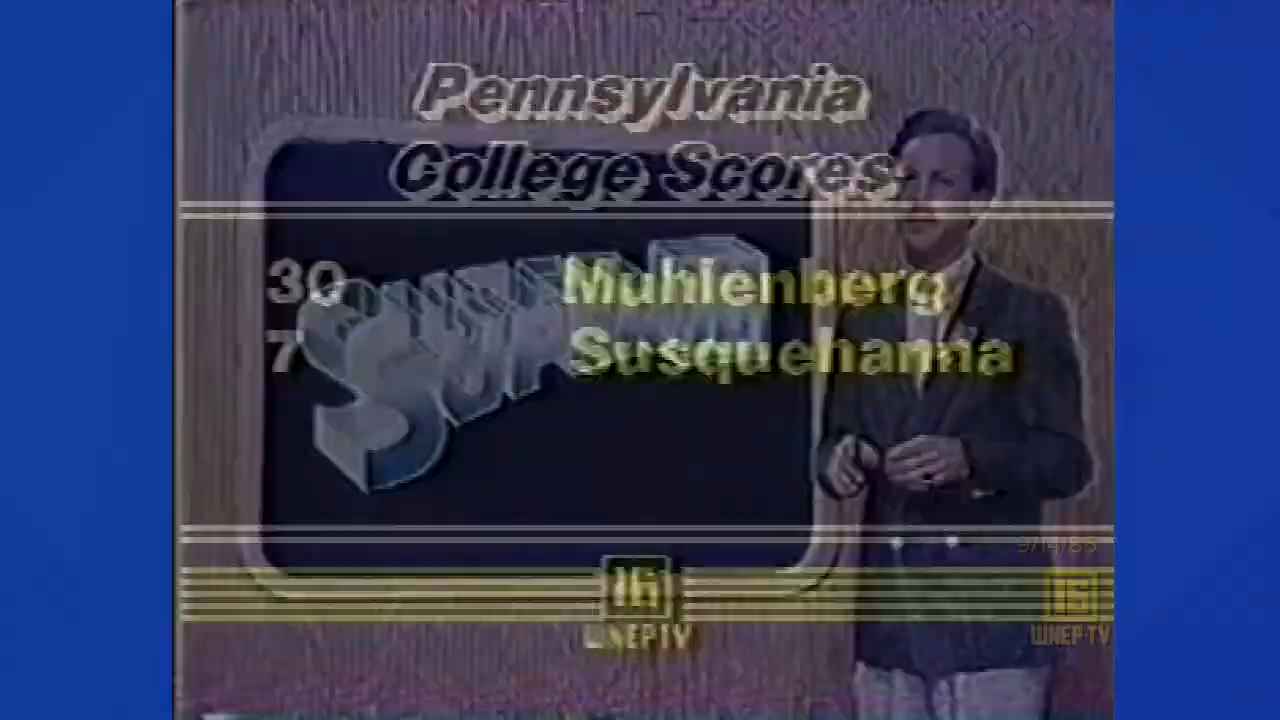 Pennsylvania
College Scores-
30 Muhlenberg
7 Susquehanna
16
WNEP TV
16
WNEP-TV